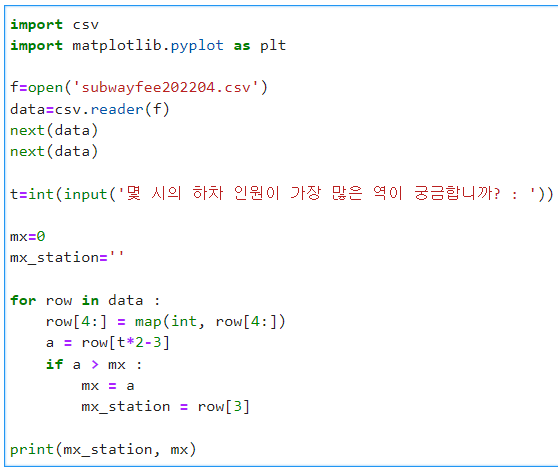 import csv
import matplotlib.pyplot as plt
f=open('subwayfee202204.csv')
data=csv.reader(f)
next(data)
next(data)
t=int(input('몇 시의 하차 인원이 가장 많은 역이 궁금합니까? : '))
mx=0
mx_station=''
for row in data :
    row[4:] = map(int, row[4:])
    a = row[t*2-3]
    if a > mx :
        mx = a
        mx_station = row[3]
print(mx_station, mx)